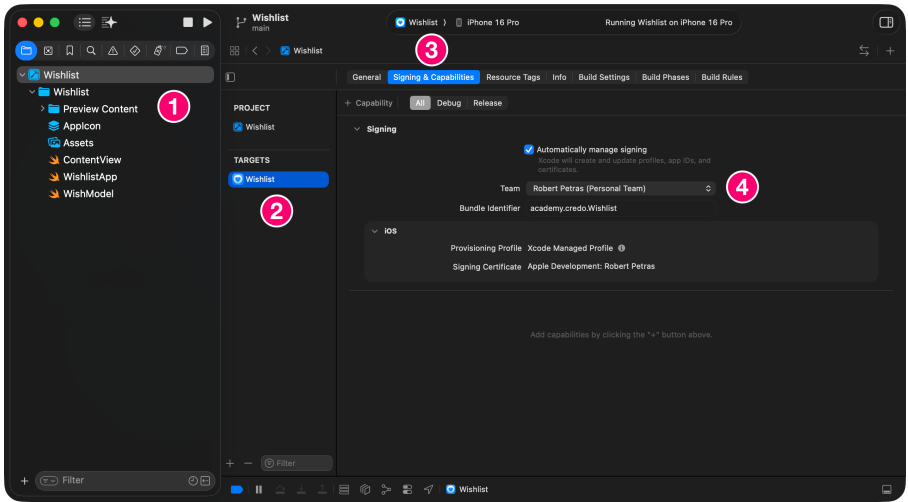 Wishlist
main
Wishlist
iPhone 16 Pro
Running Wishlist on iPhone 16 Pro
Wishlist
3
Wishlist
Wishlist
Preview Content
AppIcon
Assets
ContentView
WishlistApp
WishModel
1
Filter
PROJECT
Wishlist
TARGETS
Wishlist
2
Filter
General Signing & Capabilities Resource Tags Info Build Settings Build Phases Build Rules
+ Capability All Debug Release
Signing
Automatically manage signing
Xcode will create and update profiles, app IDs, and
certificates.
Team Robert Petras (Personal Team)
4
Bundle Identifier academy.credo.Wishlist
iOS
Provisioning Profile Xcode Managed Profile
Signing Certificate Apple Development: Robert Petras
Add capabilities by clicking the "+" button above.
Wishlist